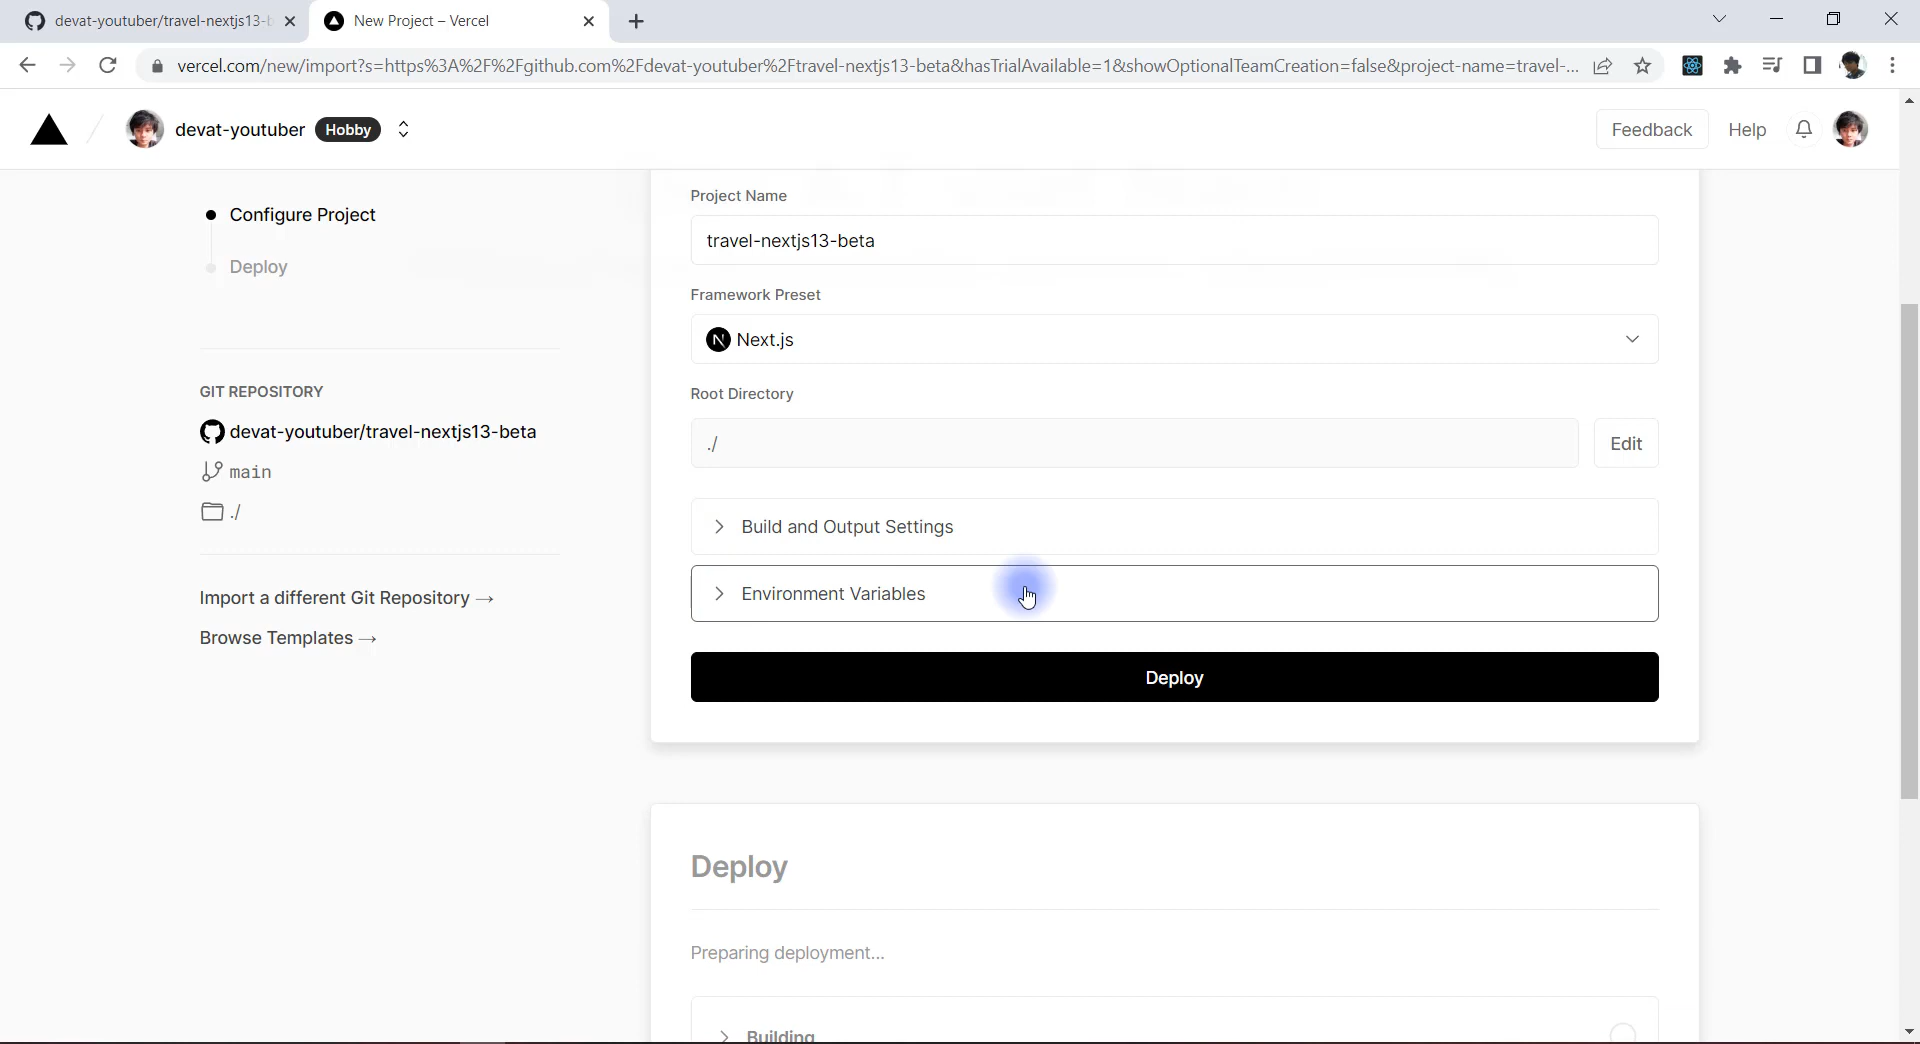 devat-youtuber/travel-nextjs13-b
New Project – Vercel
vercel.com/new/import?s=https%3A%2F%2Fgithub.com%2Fdevat-youtuber%2Ftravel-nextjs13-beta&hasTrialAvailable=1&showOptionalTeamCreation=false&project-name=travel-...
devat-youtuber
Hobby
Feedback
Help
Configure Project
Deploy
GIT REPOSITORY
devat-youtuber/travel-nextjs13-beta
main
./
Import a different Git Repository →
Browse Templates →
Project Name
travel-nextjs13-beta
Framework Preset
N Next.js
Root Directory
./
Edit
Build and Output Settings
Environment Variables
Deploy
Deploy
Preparing deployment...
Building